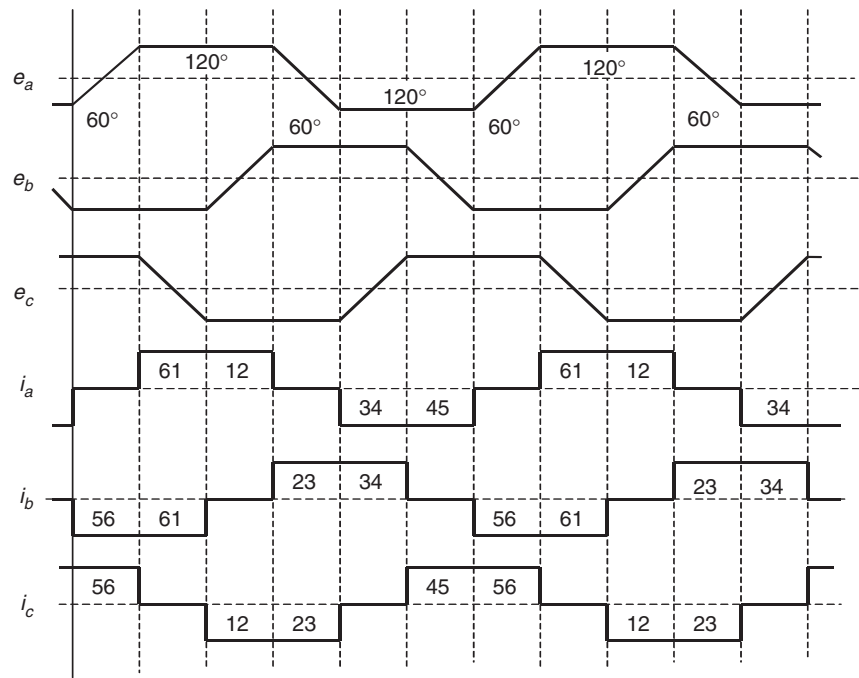 120° 120°
e_a 120°
60° 60° 60° 60°
e_b
e_c
i_a 61 12 34 45 61 12 34
i_b 56 61 23 34 56 61 23 34
i_c 56 12 23 45 56 12 23